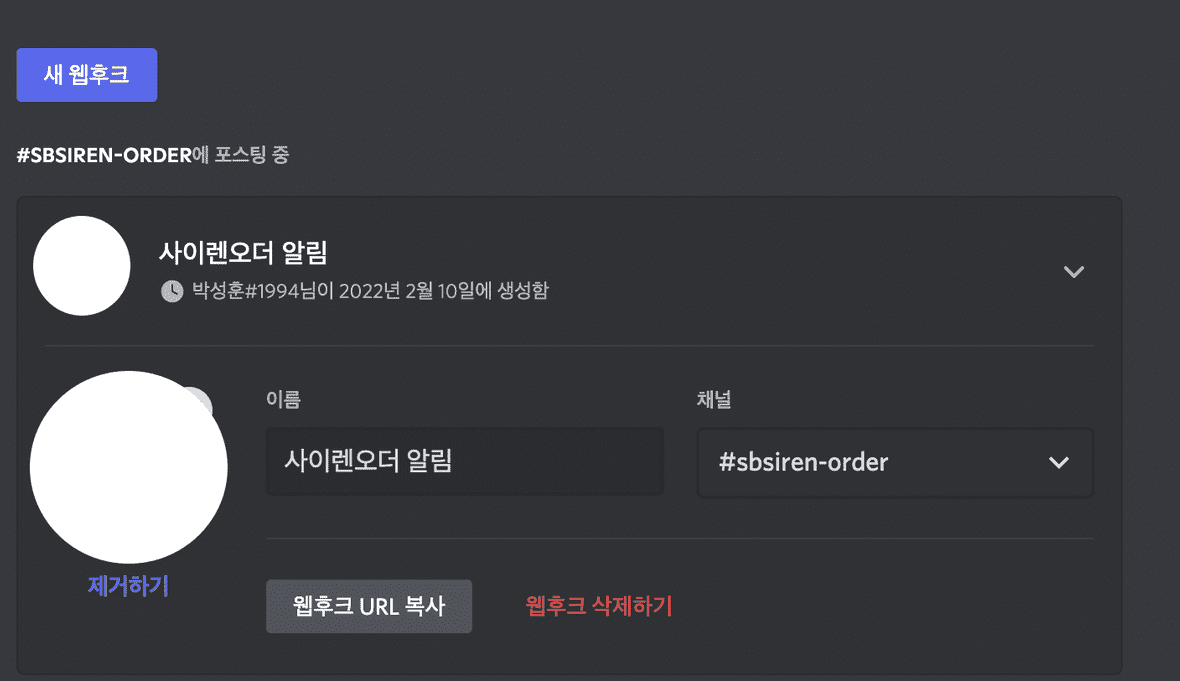 새 웹후크
#SBSIREN-ORDER에 포스팅 중
사이렌오더 알림
박성훈#1994님이 2022년 2월 10일에 생성함
이름
채널
사이렌오더 알림
#sbsiren-order
제거하기
웹후크 URL 복사
웹후크 삭제하기